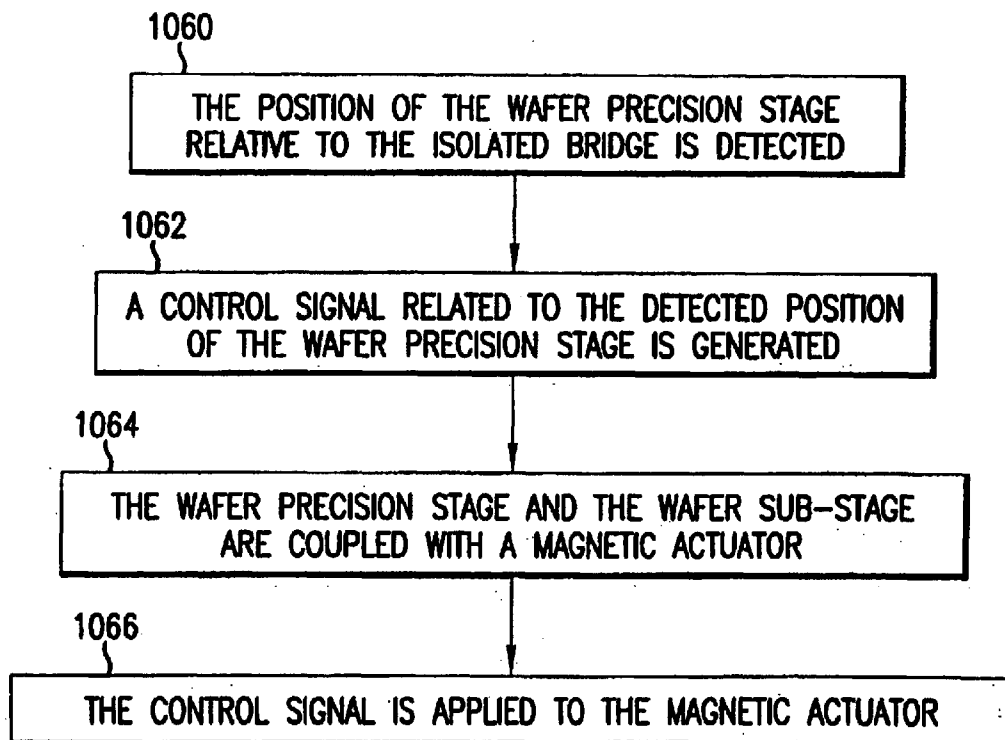 1060
THE POSITION OF THE WAFER PRECISION STAGE
RELATIVE TO THE ISOLATED BRIDGE IS DETECTED
1062
A CONTROL SIGNAL RELATED TO THE DETECTED POSITION
OF THE WAFER PRECISION STAGE IS GENERATED
1064
THE WAFER PRECISION STAGE AND THE WAFER SUB-STAGE
ARE COUPLED WITH A MAGNETIC ACTUATOR
1066
THE CONTROL SIGNAL IS APPLIED TO THE MAGNETIC ACTUATOR